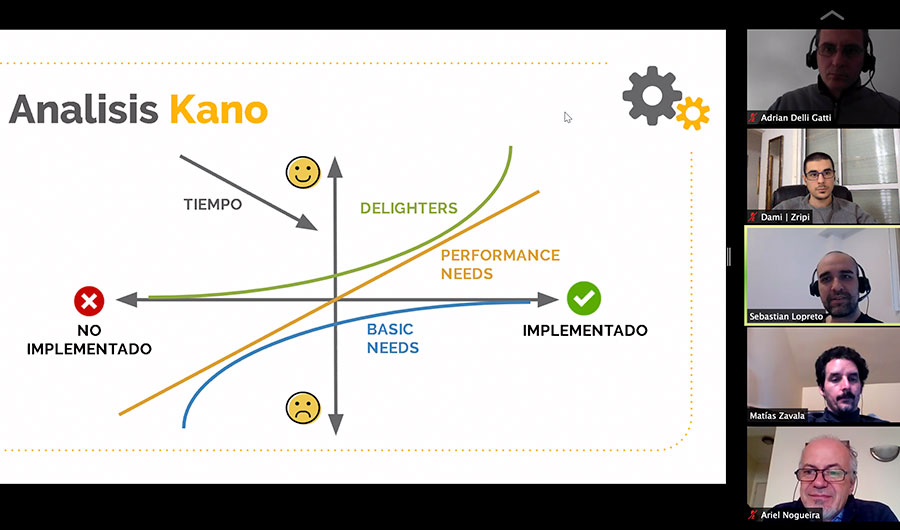 Analisis Kano
TIEMPO
DELIGHTERS
PERFORMANCE
NEEDS
NO
IMPLEMENTADO
BASIC
NEEDS
IMPLEMENTADO
Adrian Delli Gatti
Dami | Zripi
Sebastian Lopreto
Matías Zavala
Ariel Nogueira